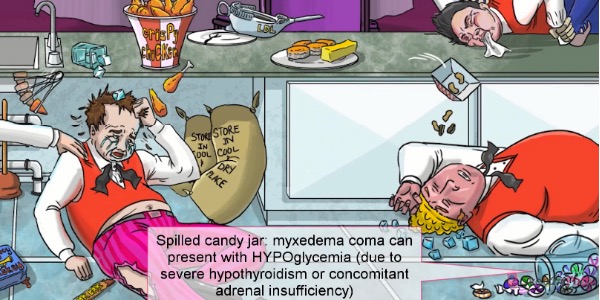 crispy
chicken
LDL
STORE
IN
COOL
STORE
IN
COOL
+
DRY
PLACE
Spilled candy jar: myxedema coma can
present with HYPOglycemia (due to
severe hypothyroidism or concomitant
adrenal insufficiency)